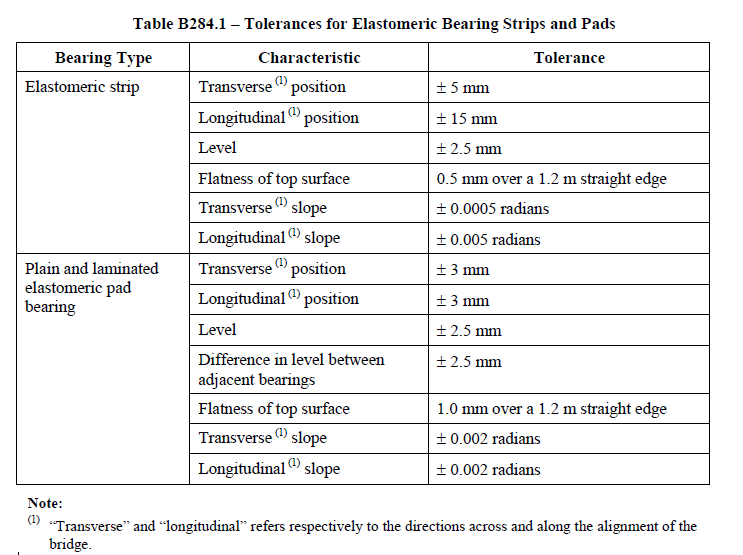 Table B284.1 – Tolerances for Elastomeric Bearing Strips and Pads
Bearing Type Characteristic Tolerance
Elastomeric strip Transverse (1) position ± 5 mm
Longitudinal (1) position ± 15 mm
Level ± 2.5 mm
Flatness of top surface 0.5 mm over a 1.2 m straight edge
Transverse (1) slope ± 0.0005 radians
Longitudinal (1) slope ± 0.005 radians
Plain and laminated Transverse (1) position ± 3 mm
elastomeric pad
bearing
Longitudinal (1) position ± 3 mm
Level ± 2.5 mm
Difference in level between ± 2.5 mm
adjacent bearings
Flatness of top surface 1.0 mm over a 1.2 m straight edge
Transverse (1) slope ± 0.002 radians
Longitudinal (1) slope ± 0.002 radians
Note:
(1) “Transverse” and “longitudinal” refers respectively to the directions across and along the alignment of the
bridge.